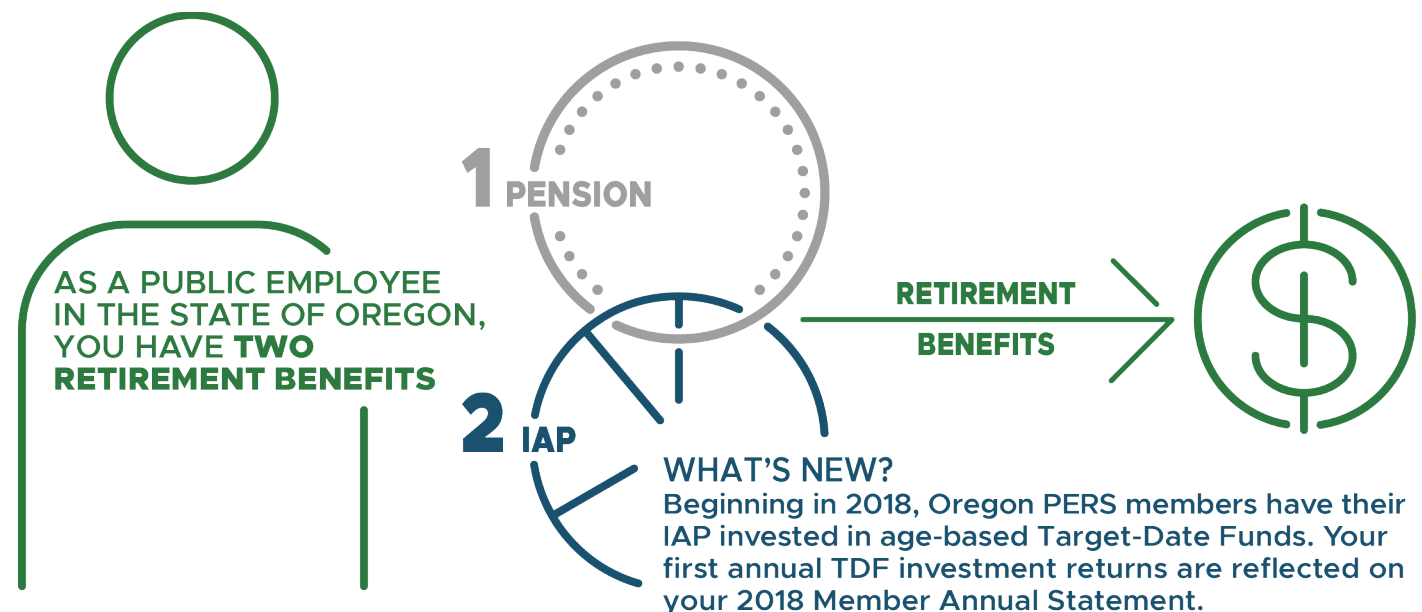 AS A PUBLIC EMPLOYEE
IN THE STATE OF OREGON,
YOU HAVE TWO
RETIREMENT BENEFITS
1 PENSION
2 IAP
RETIREMENT
BENEFITS
$
WHAT'S NEW?
Beginning in 2018, Oregon PERS members have their
IAP invested in age-based Target-Date Funds. Your
first annual TDF investment returns are reflected on
your 2018 Member Annual Statement.